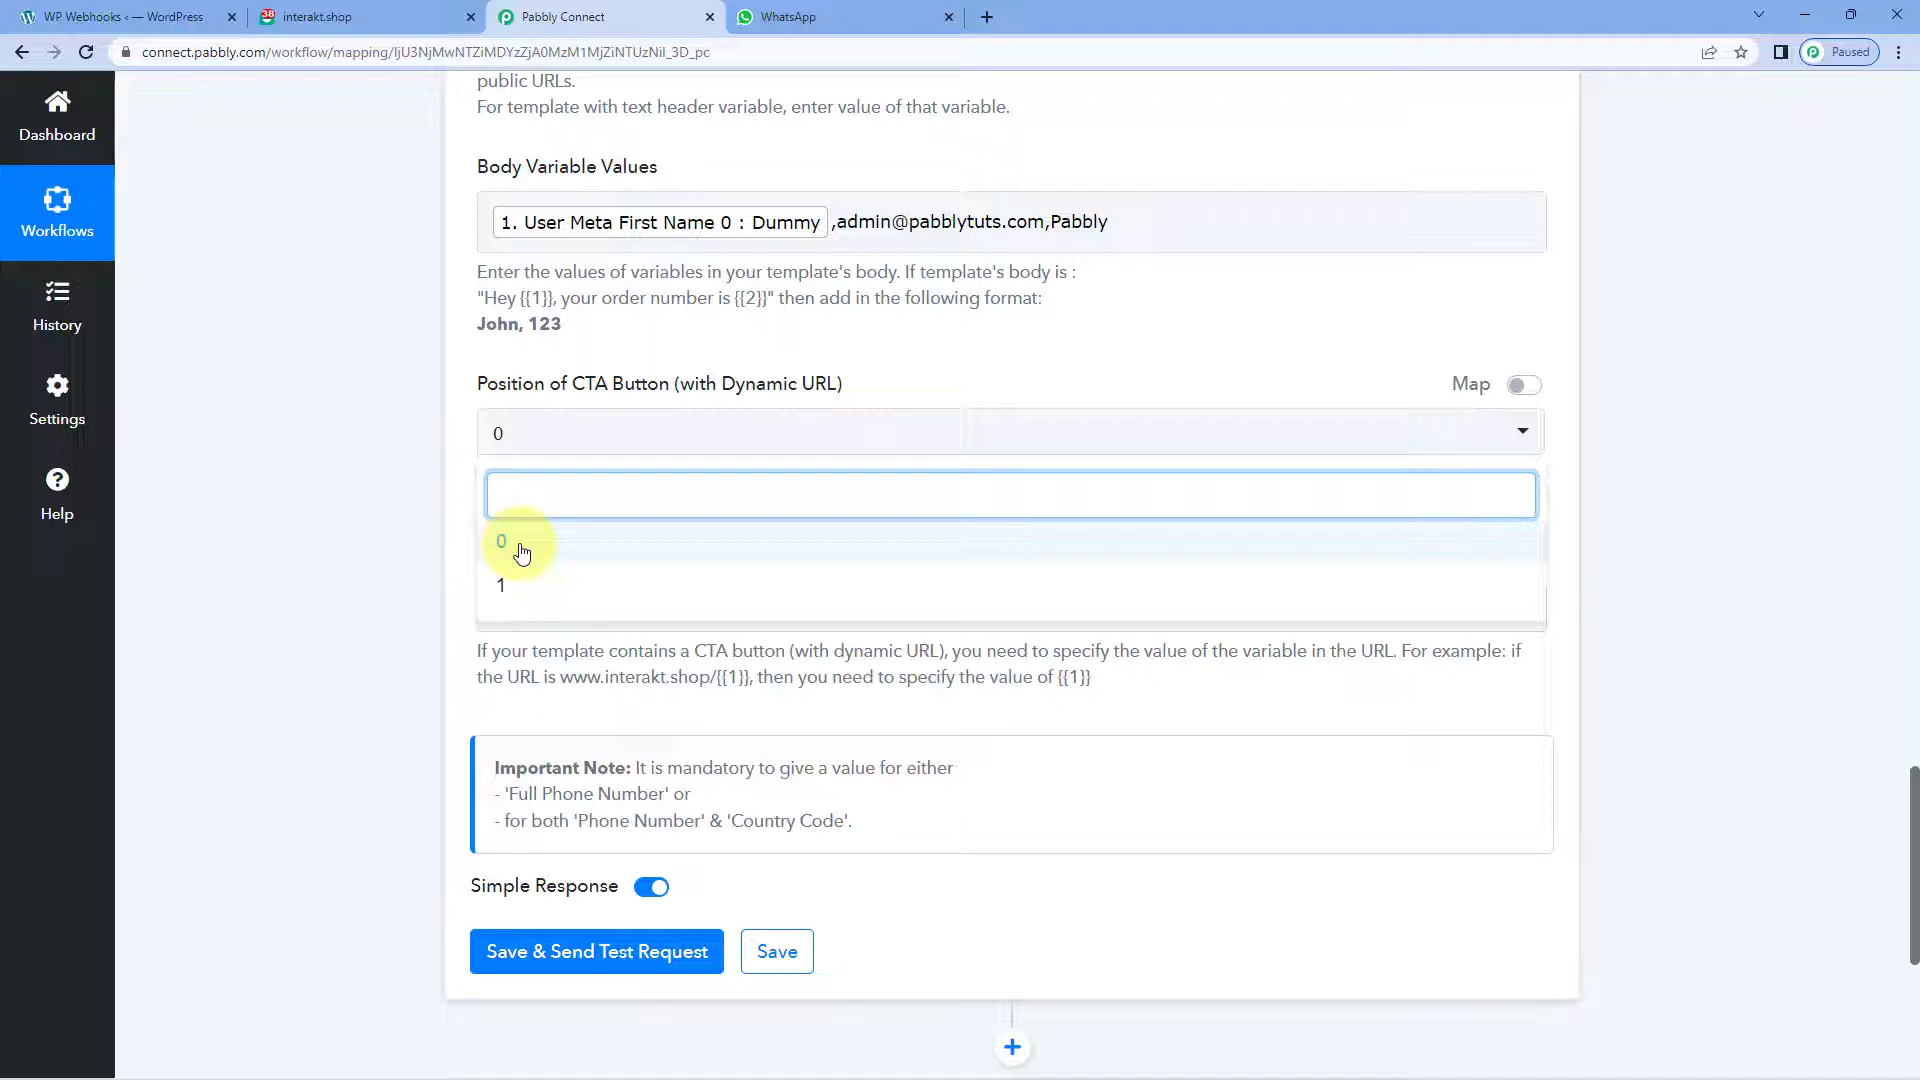 WP Webhooks ‹ — WordPress
38
interakt.shop
Pabbly Connect
WhatsApp
connect.pabbly.com/workflow/mapping/IjU3NjMwNTZiMDYzZjA0MzM1MjZiNTUzNiI_3D_pc
Paused
Dashboard
Workflows
History
Settings
Help
public URLs.
For template with text header variable, enter value of that variable.
Body Variable Values
1. User Meta First Name 0 : Dummy ,admin@pabblytuts.com,Pabbly
Enter the values of variables in your template's body. If template's body is :
"Hey {{1}}, your order number is {{2}}" then add in the following format:
John, 123
Position of CTA Button (with Dynamic URL)
Map
0
0
1
If your template contains a CTA button (with dynamic URL), you need to specify the value of the variable in the URL. For example: if
the URL is www.interakt.shop/{{1}}, then you need to specify the value of {{1}}
Important Note: It is mandatory to give a value for either
- 'Full Phone Number' or
- for both 'Phone Number' & 'Country Code'.
Simple Response
Save & Send Test Request
Save